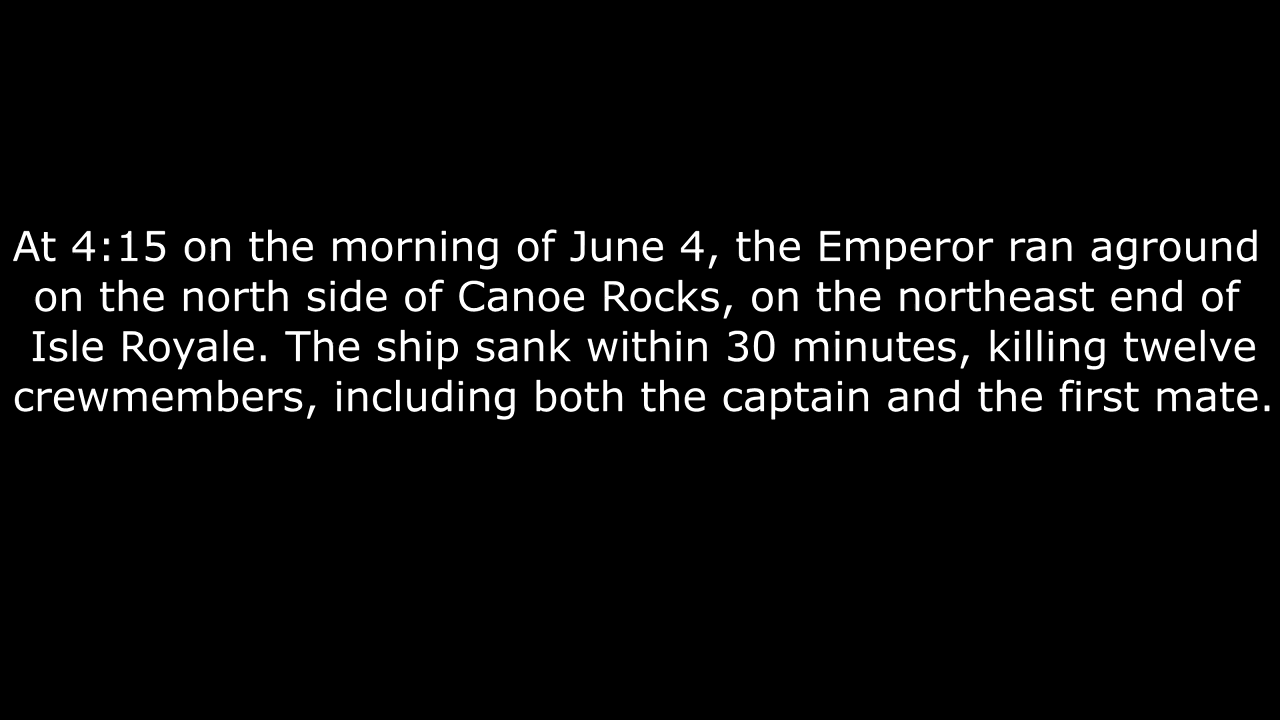 At 4:15 on the morning of June 4, the Emperor ran aground
on the north side of Canoe Rocks, on the northeast end of
Isle Royale. The ship sank within 30 minutes, killing twelve
crewmembers, including both the captain and the first mate.